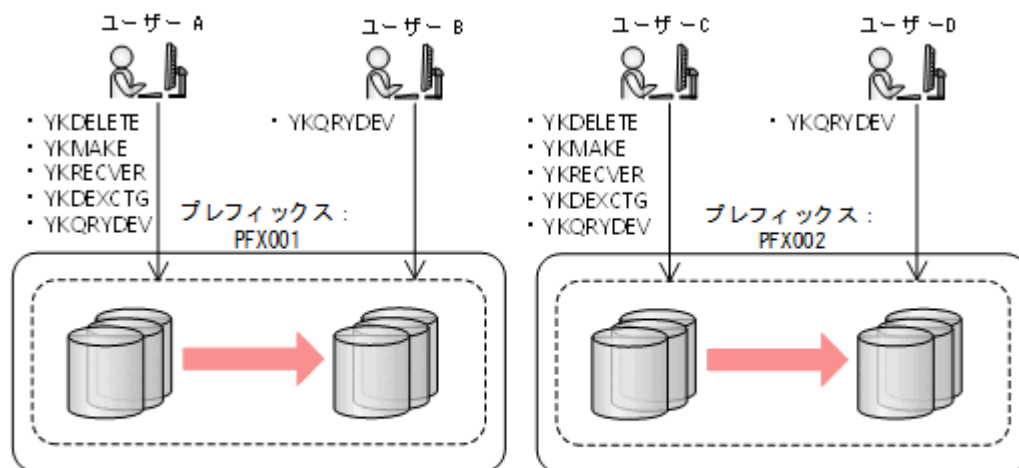 ユーザー A
ユーザー B
ユーザーC
ユーザーD
・ YKDELETE
・ YKMAKE
・ YKRECVER
・ YKDEXCTG
・ YKQRYDEV
・ YKQRYDEV
プレフィックス：
PFX001
・ YKDELETE
・ YKMAKE
・ YKRECVER
・ YKDEXCTG
・ YKQRYDEV
・ YKQRYDEV
プレフィックス：
PFX002